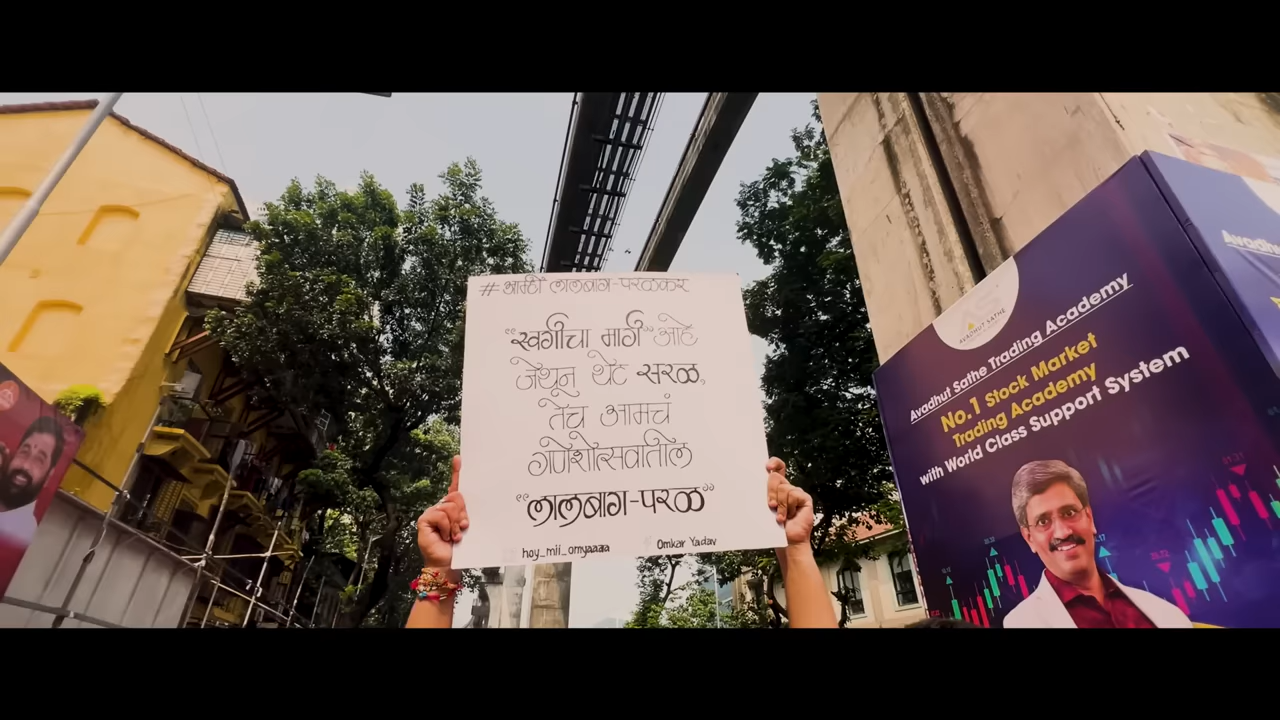 #आम्ही लालबाग-परळकर
"स्वर्गाचा मार्ग" आहे
जेथून थेट सरळ,
तेच आमचं
गणेशोत्सवातील
"लालबाग-परळ"
hoy_mii_omyaaaa
Omkar Yadav
AVADHUT SATHE
Avadhut Sathe Trading Academy
No.1 Stock Market
Trading Academy
with World Class Support System